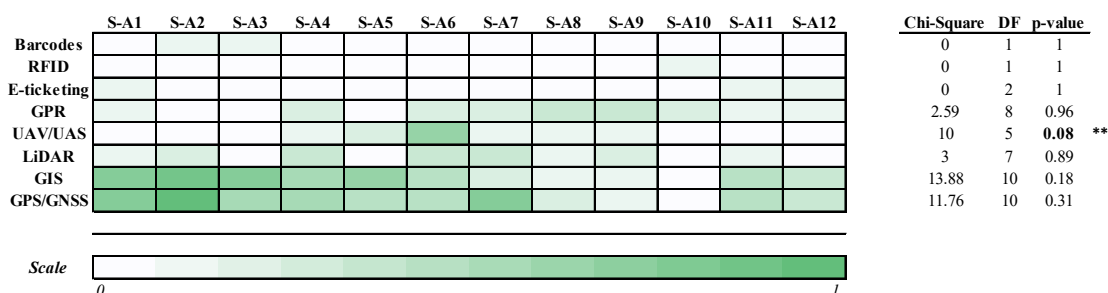 S-A1 S-A2 S-A3 S-A4 S-A5 S-A6 S-A7 S-A8 S-A9 S-A10 S-A11 S-A12 Chi-Square DF p-value
Barcodes 0 1 1
RFID 0 1 1
E-ticketing 0 2 1
GPR 2.59 8 0.96
UAV/UAS 10 5 0.08 **
LiDAR 3 7 0.89
GIS 13.88 10 0.18
GPS/GNSS 11.76 10 0.31
Scale
0 1